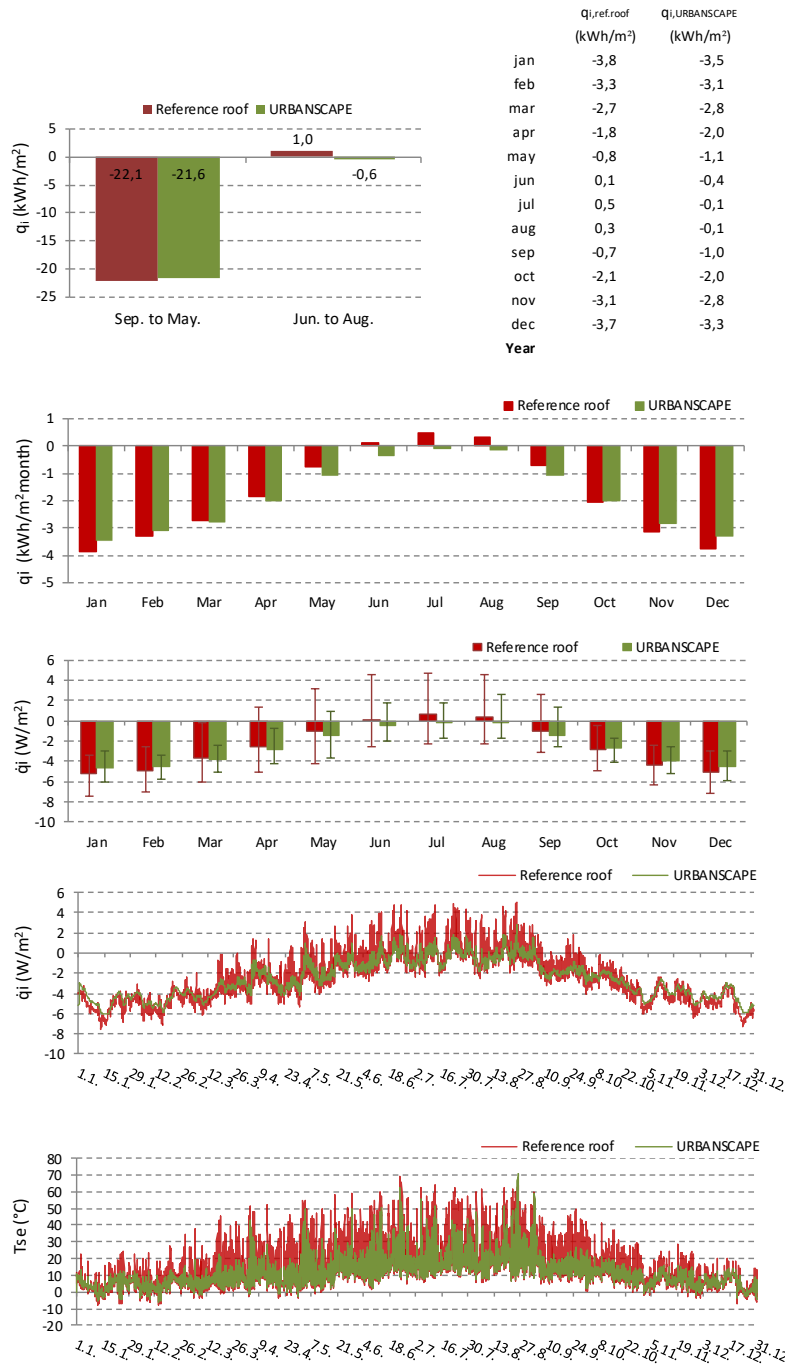 qi,ref.roof qi,URBANSCAPE
(kWh/m²) (kWh/m²)
jan -3,8 -3,5
feb -3,3 -3,1
mar -2,7 -2,8
apr -1,8 -2,0
may -0,8 -1,1
jun 0,1 -0,4
jul 0,5 -0,1
aug 0,3 -0,1
sep -0,7 -1,0
oct -2,1 -2,0
nov -3,1 -2,8
dec -3,7 -3,3
Year
Reference roof URBANSCAPE
qi (kWh/m²)
5
0
-5
-10
-15
-20
-25
-22,1 -21,6
1,0
-0,6
Sep. to May. Jun. to Aug.
Reference roof URBANSCAPE
qi (kWh/m²month)
1
0
-1
-2
-3
-4
-5
Jan Feb Mar Apr May Jun Jul Aug Sep Oct Nov Dec
Reference roof URBANSCAPE
q̇i (W/m²)
6
4
2
0
-2
-4
-6
-8
-10
Jan Feb Mar Apr May Jun Jul Aug Sep Oct Nov Dec
Reference roof URBANSCAPE
q̇i (W/m²)
6
4
2
0
-2
-4
-6
-8
-10
1.1. 15.1. 29.1. 12.2. 26.2. 12.3. 26.3. 9.4. 23.4. 7.5. 21.5. 4.6. 18.6. 2.7. 16.7. 30.7. 13.8. 27.8. 10.9. 24.9. 8.10. 22.10. 5.11. 19.11. 3.12. 17.12. 31.12.
Reference roof URBANSCAPE
Tse (°C)
80
70
60
50
40
30
20
10
0
-10
-20
1.1. 15.1. 29.1. 12.2. 26.2. 12.3. 26.3. 9.4. 23.4. 7.5. 21.5. 4.6. 18.6. 2.7. 16.7. 30.7. 13.8. 27.8. 10.9. 24.9. 8.10. 22.10. 5.11. 19.11. 3.12. 17.12. 31.12.